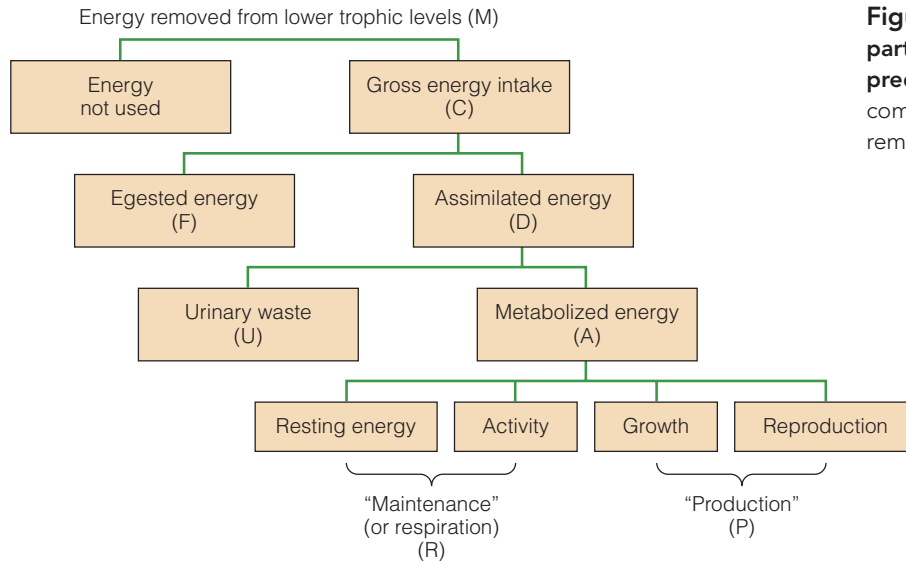 Energy removed from lower trophic levels (M)
Energy
not used
Gross energy intake
(C)
Egested energy
(F)
Assimilated energy
(D)
Urinary waste
(U)
Metabolized energy
(A)
Resting energy
Activity
Growth
Reproduction
“Maintenance”
(or respiration)
(R)
“Production”
(P)